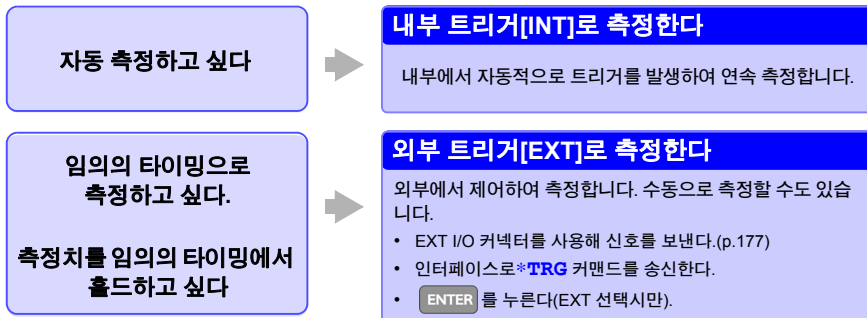 자동 측정하고 싶다
내부 트리거[INT]로 측정한다
내부에서 자동적으로 트리거를 발생하여 연속 측정합니다.
임의의 타이밍으로
측정하고 싶다.
측정치를 임의의 타이밍에서
홀드하고 싶다
외부 트리거[EXT]로 측정한다
외부에서 제어하여 측정합니다. 수동으로 측정할 수도 있습
니다.
• EXT I/O 커넥터를 사용해 신호를 보낸다.(p.177)
• 인터페이스로*TRG 커맨드를 송신한다.
• ENTER 를 누른다(EXT 선택시만).